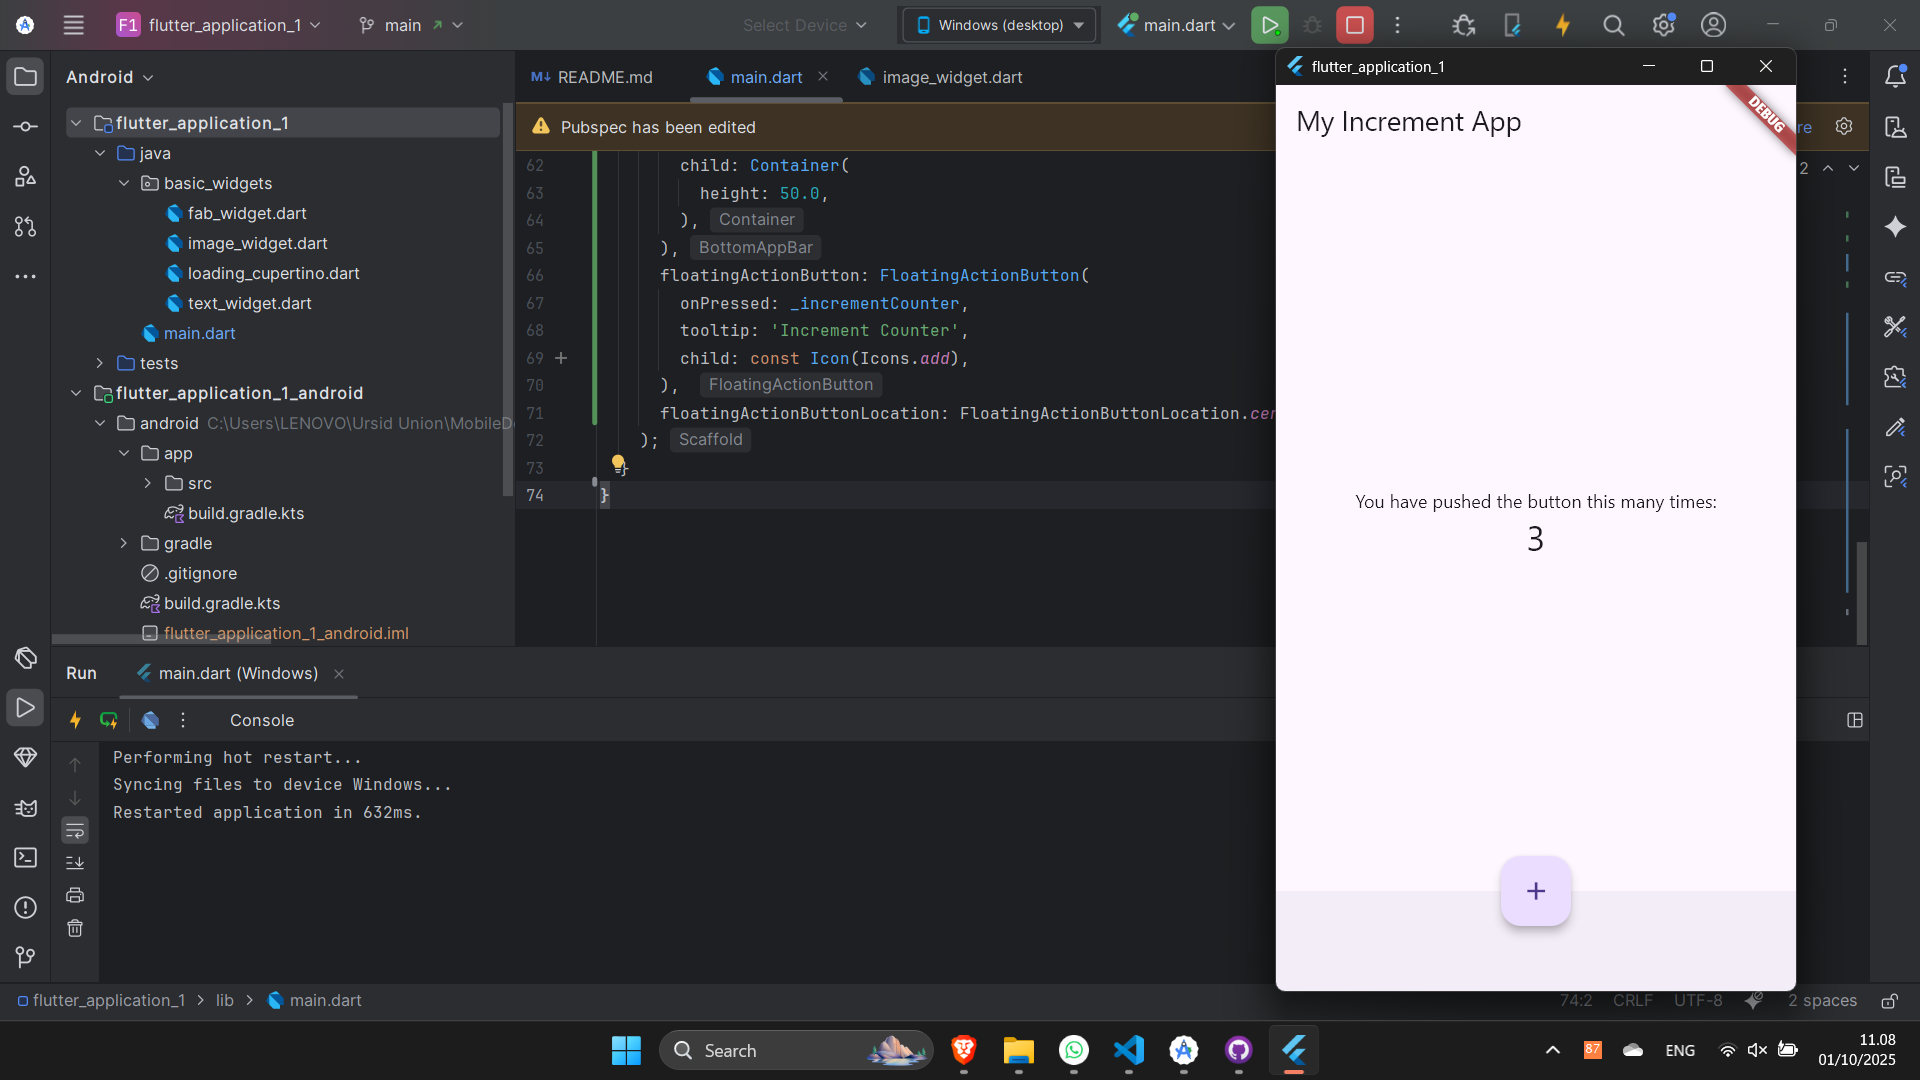 F1 flutter_application_1
main
Select Device
Windows (desktop)
main.dart
Android
flutter_application_1
java
basic_widgets
fab_widget.dart
image_widget.dart
loading_cupertino.dart
text_widget.dart
main.dart
tests
flutter_application_1_android
android C:\Users\LENOVO\Ursid Union\MobileD
app
src
build.gradle.kts
gradle
.gitignore
build.gradle.kts
flutter_application_1_android.iml
M↓ README.md
main.dart
image_widget.dart
Pubspec has been edited
re
2
62 child: Container(
63 height: 50.0,
64 ), Container
65 ), BottomAppBar
66 floatingActionButton: FloatingActionButton(
67 onPressed: _incrementCounter,
68 tooltip: 'Increment Counter',
69 child: const Icon(Icons.add),
70 ), FloatingActionButton
71 floatingActionButtonLocation: FloatingActionButtonLocation.cen
72 ); Scaffold
73 }
74 }
flutter_application_1
My Increment App
DEBUG
You have pushed the button this many times:
3
+
Run
main.dart (Windows)
Console
Performing hot restart...
Syncing files to device Windows...
Restarted application in 632ms.
flutter_application_1 > lib > main.dart
74:2 CRLF UTF-8 2 spaces
Search
87
ENG
11.08
01/10/2025